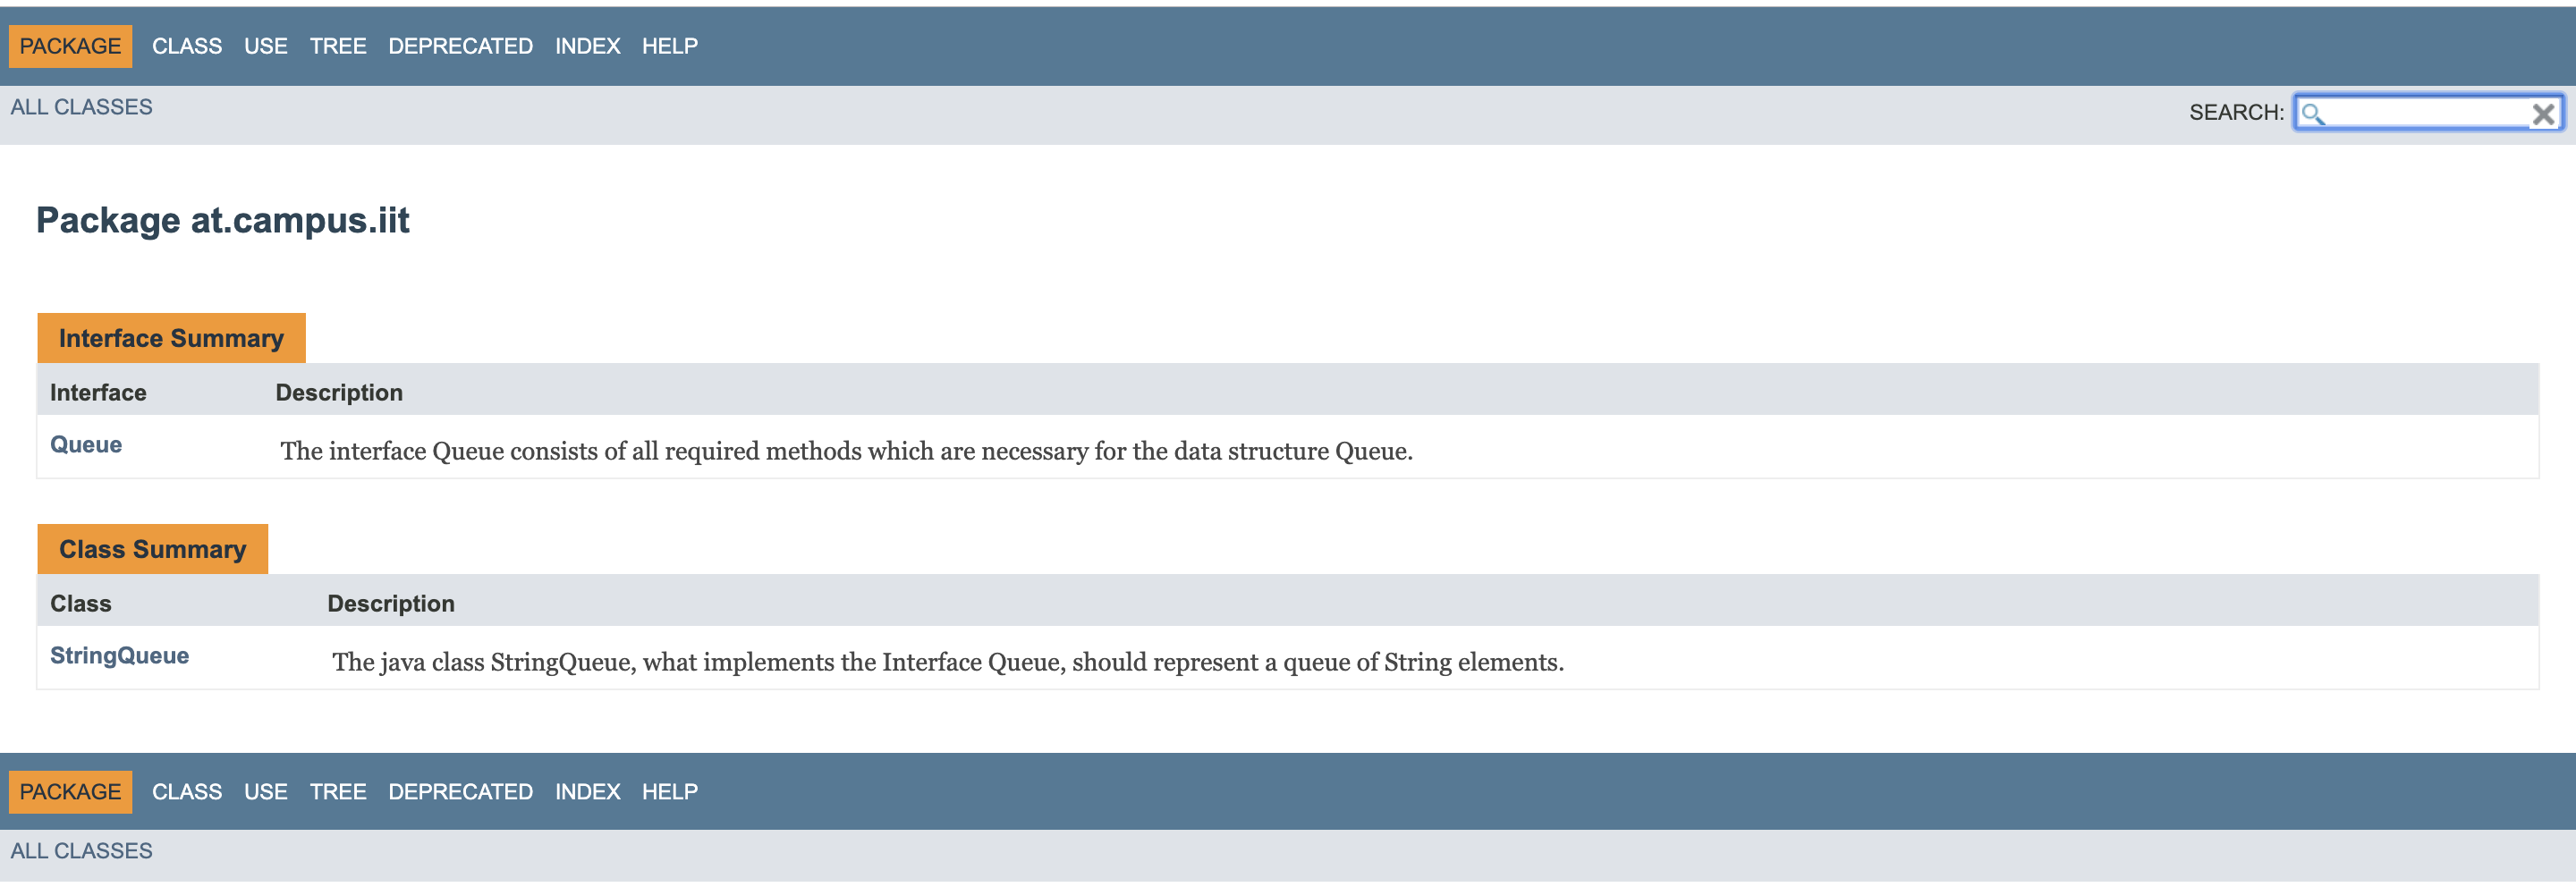 PACKAGE CLASS USE TREE DEPRECATED INDEX HELP
ALL CLASSES SEARCH:
Package at.campus.iit
Interface Summary
Interface Description
Queue The interface Queue consists of all required methods which are necessary for the data structure Queue.
Class Summary
Class Description
StringQueue The java class StringQueue, what implements the Interface Queue, should represent a queue of String elements.
PACKAGE CLASS USE TREE DEPRECATED INDEX HELP
ALL CLASSES